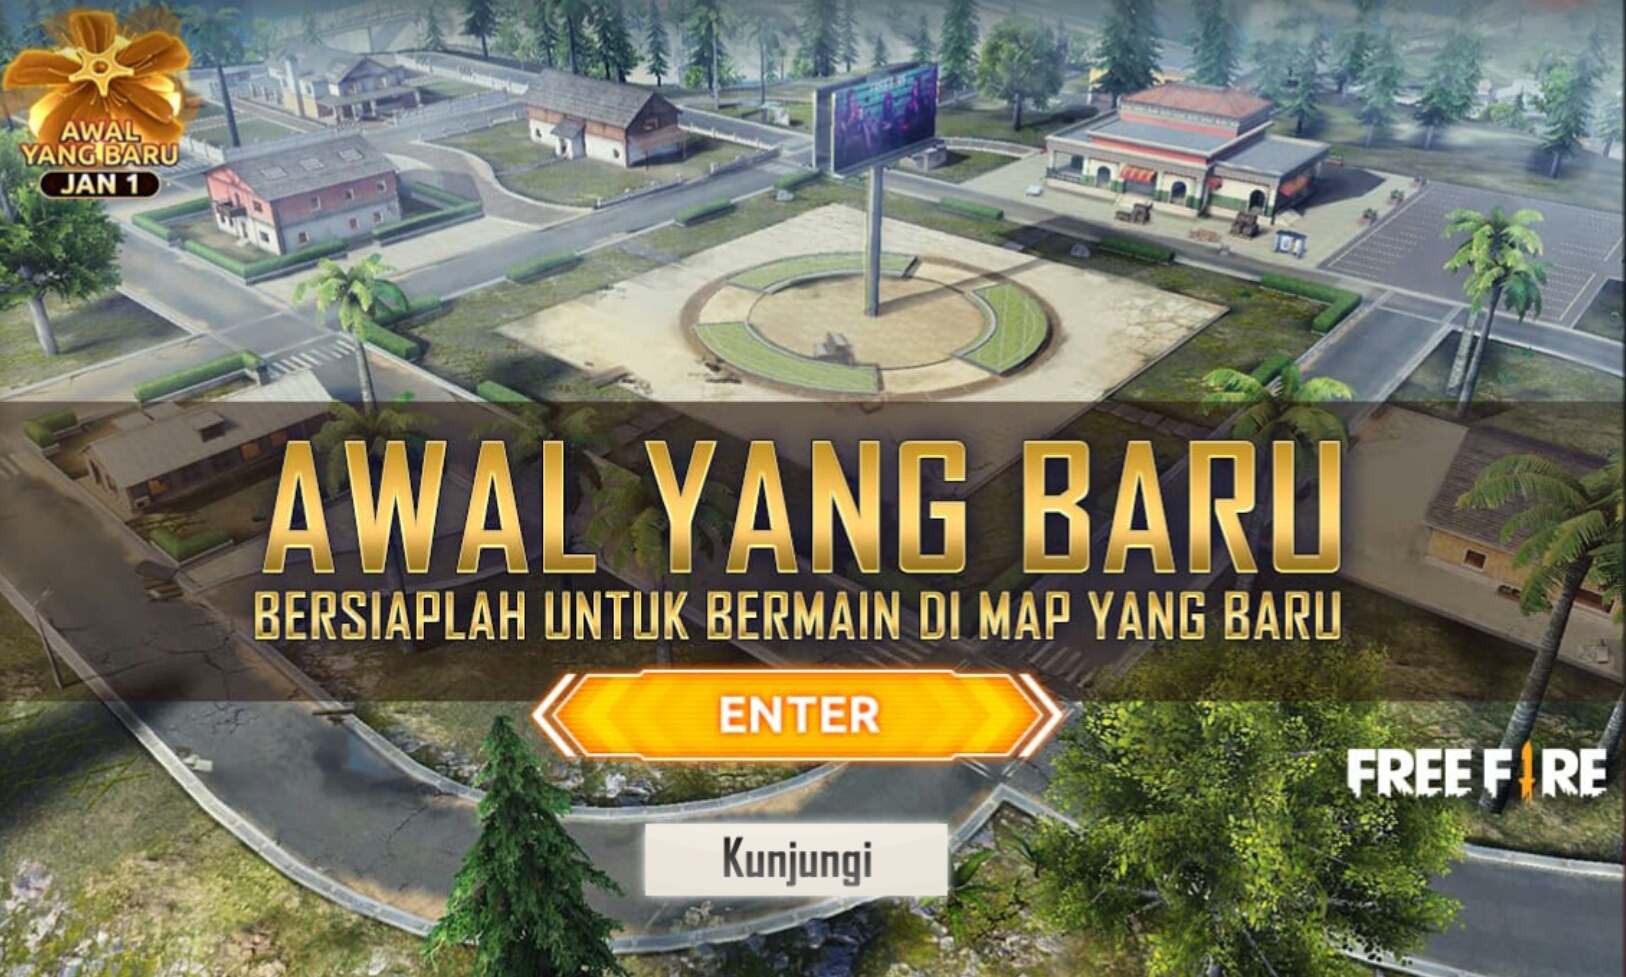 AWAL
YANG BARU
JAN 1
AWAL YANG BARU
BERSIAPLAH UNTUK BERMAIN DI MAP YANG BARU
ENTER
FREE FIRE
Kunjungi